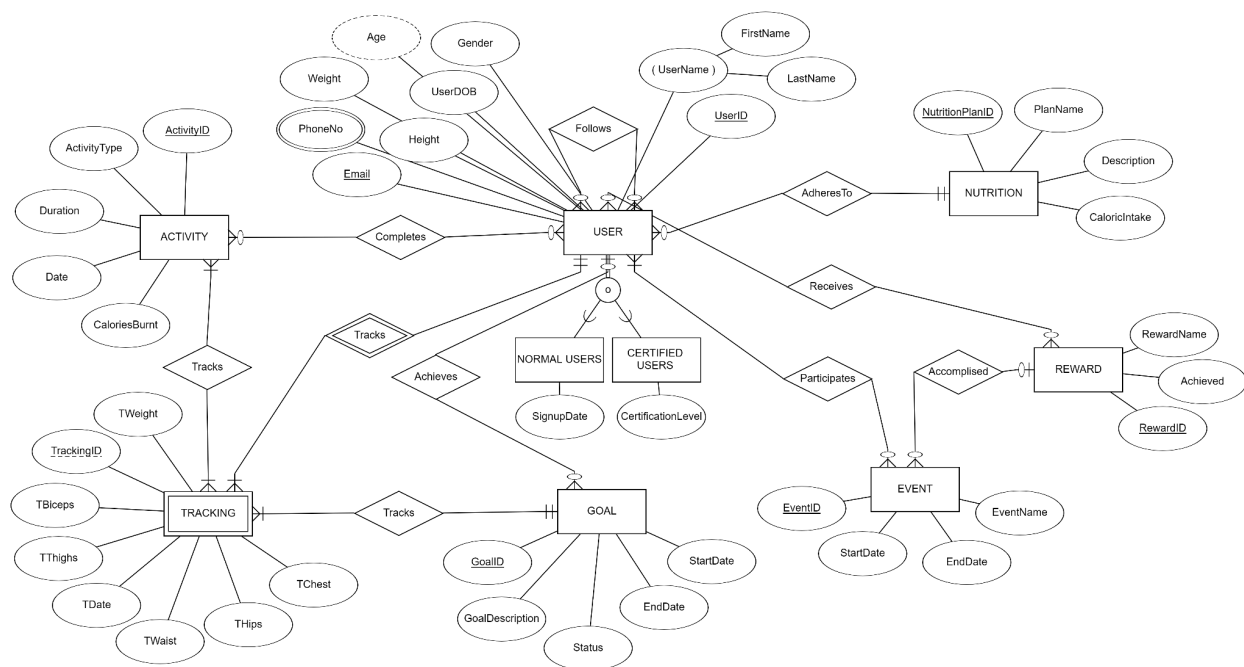 Age
Gender
FirstName
( UserName )
LastName
Weight
UserDOB
PhoneNo
Height
Follows
UserID
Email
ActivityID
ActivityType
Duration
Date
CaloriesBurnt
ACTIVITY
Completes
USER
AdheresTo
NutritionPlanID
PlanName
Description
CaloricIntake
NUTRITION
Receives
RewardName
Achieved
RewardID
REWARD
Tracks
Tracks
o
NORMAL USERS
CERTIFIED
USERS
SignupDate
CertificationLevel
Achieves
Participates
Accomplised
TWeight
TrackingID
TBiceps
TThighs
TDate
TWaist
THips
TChest
TRACKING
Tracks
GOAL
GoalID
GoalDescription
Status
EndDate
StartDate
EVENT
EventID
StartDate
EndDate
EventName